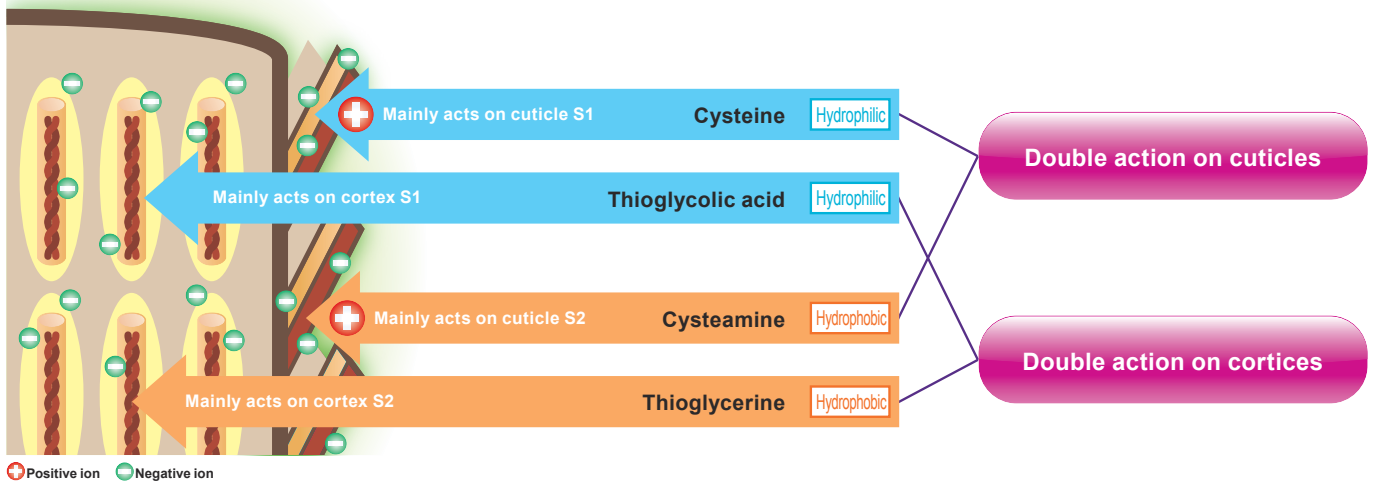 Mainly acts on cuticle S1 Cysteine Hydrophilic
Double action on cuticles
Mainly acts on cortex S1 Thioglycolic acid Hydrophilic
Mainly acts on cuticle S2 Cysteamine Hydrophobic
Double action on cortices
Mainly acts on cortex S2 Thioglycerine Hydrophobic
Positive ion Negative ion